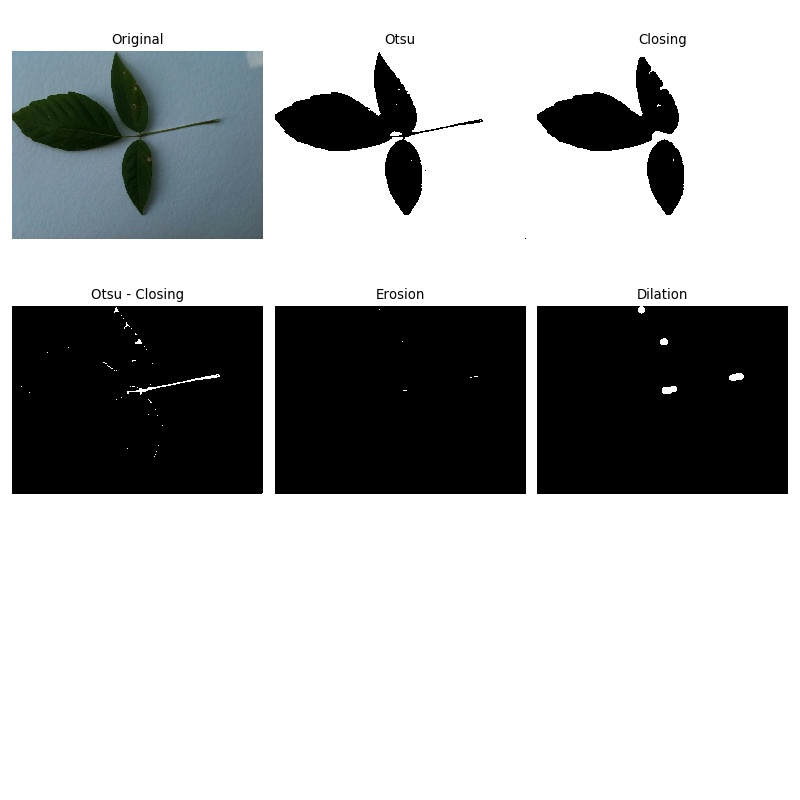 Original
Otsu
Closing
Otsu - Closing
Erosion
Dilation